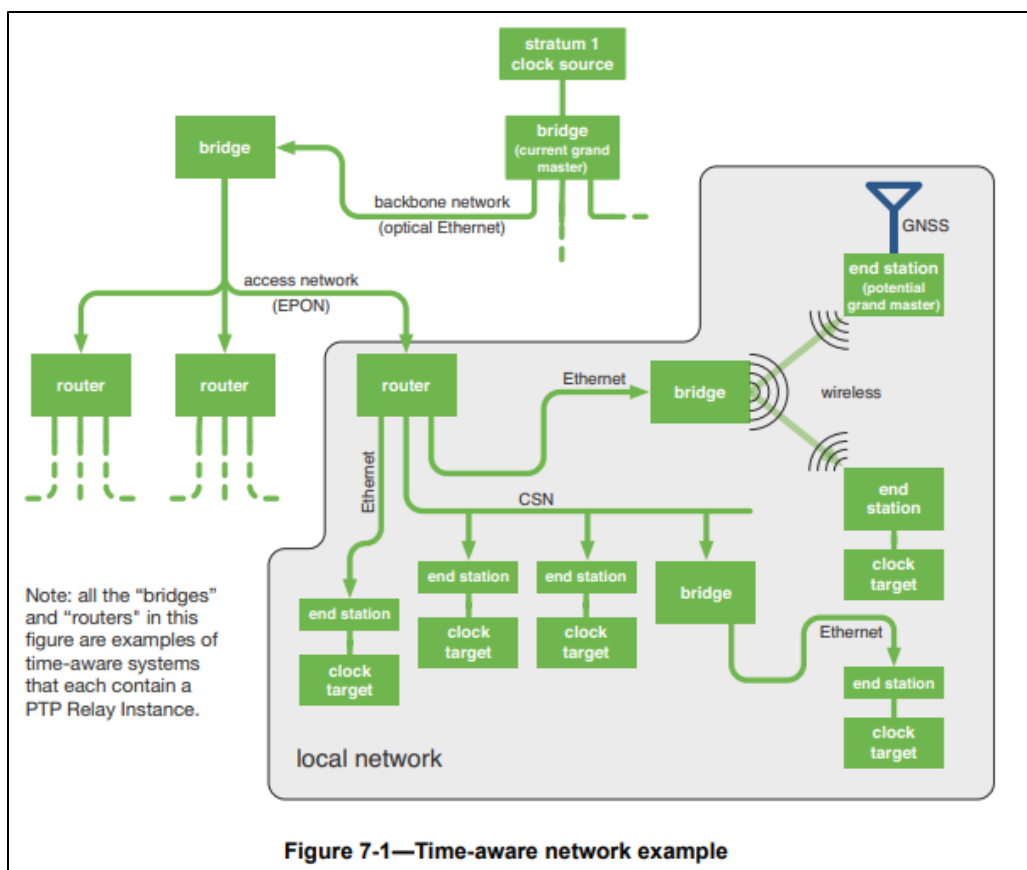 stratum 1
clock source
bridge
(current grand
master)
bridge
backbone network
(optical Ethernet)
GNSS
end station
(potential
grand master)
access network
(EPON)
router
router
router
Ethernet
bridge
wireless
Ethernet
CSN
end
station
clock
target
end station
clock
target
end station
clock
target
bridge
end station
clock
target
Ethernet
end station
clock
target
Note: all the “bridges”
and “routers" in this
figure are examples of
time-aware systems
that each contain a
PTP Relay Instance.
local network
Figure 7-1—Time-aware network example